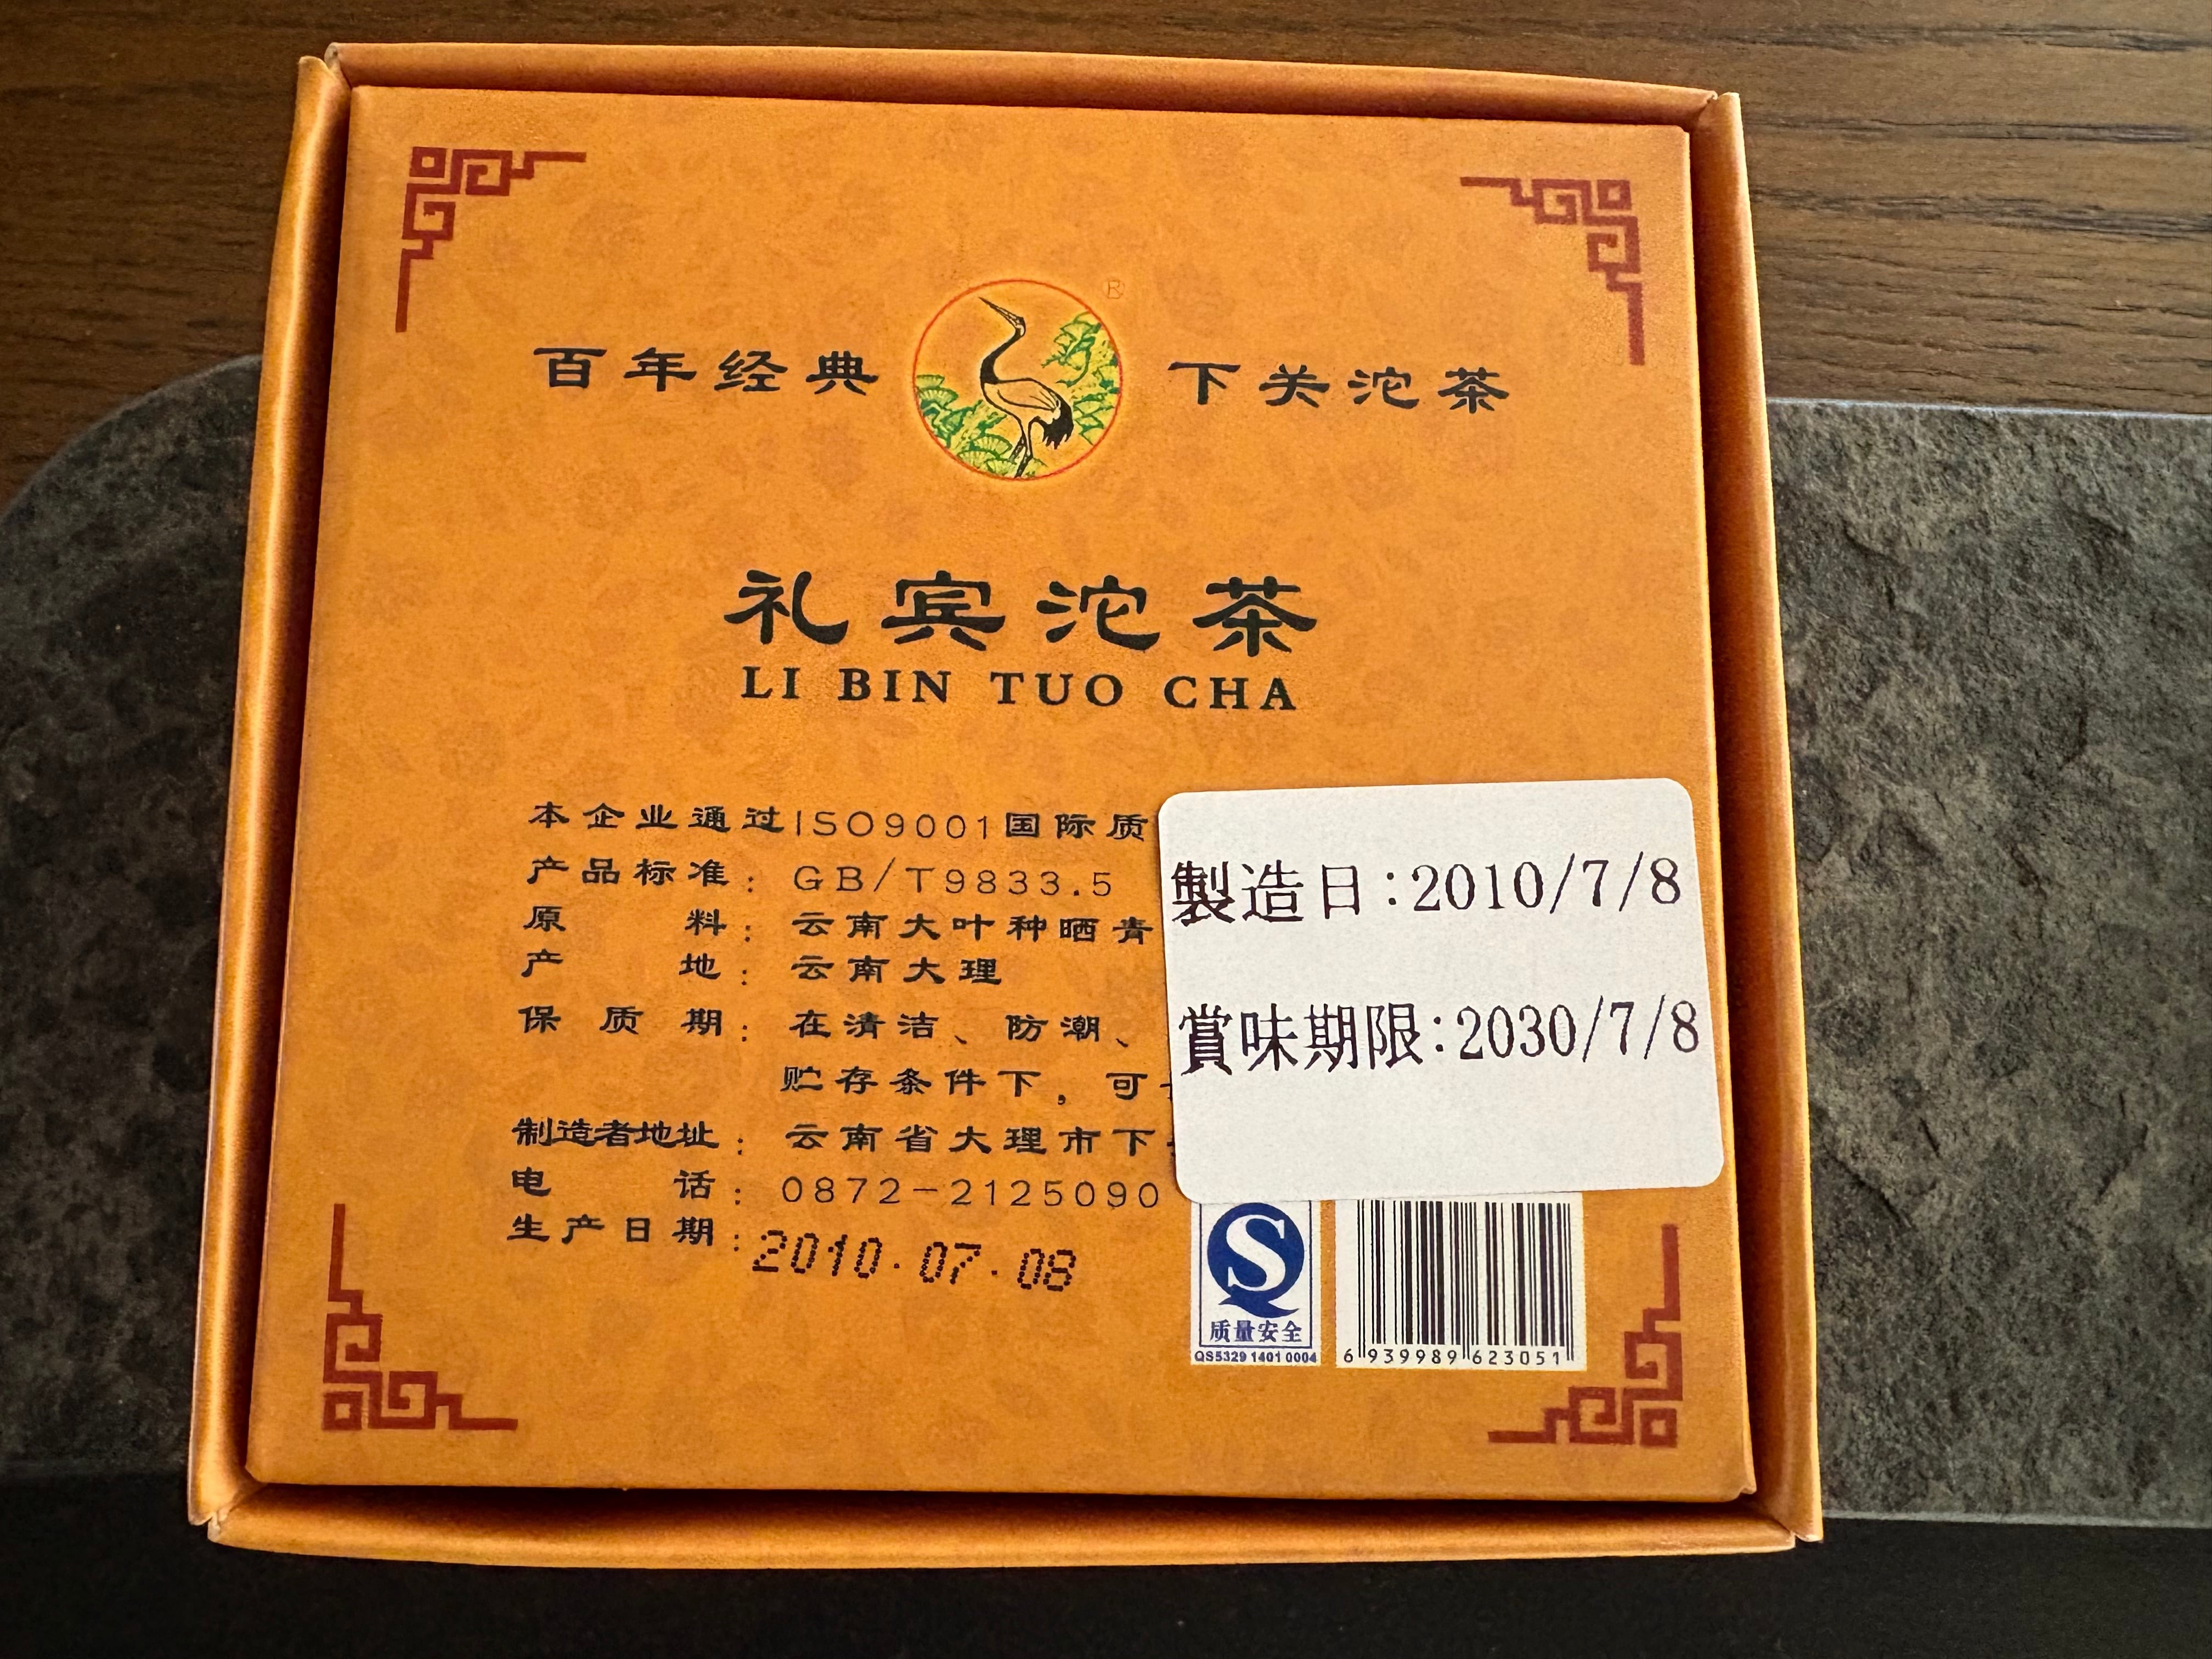 百年经典 ® 下关沱茶
礼宾沱茶
LI BIN TUO CHA
本企业通过ISO9001国际质
产品标准：GB/T9833.5
原料：云南大叶种晒青
产地：云南大理
保质期：在清洁、防潮、
贮存条件下，可
制造者地址：云南省大理市下
电话：0872-2125090
生产日期：2010.07.08
製造日:2010/7/8
賞味期限:2030/7/8
质量安全
QS5329 1401 0004
6 939989 623051